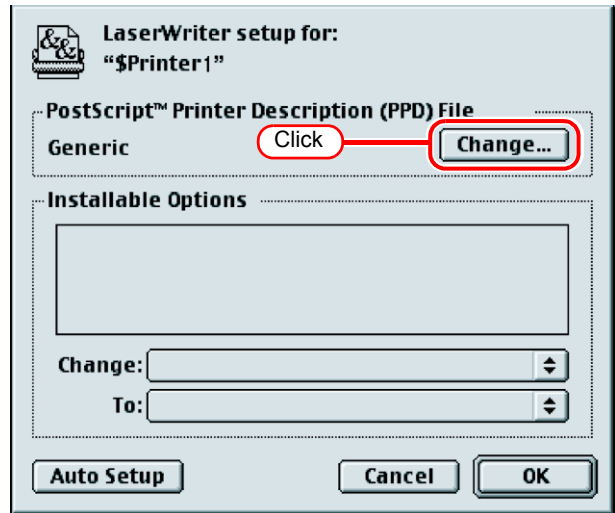 &&
&&
LaserWriter setup for:
“$Printer1”
PostScript™ Printer Description (PPD) File
Generic
Click
Change...
Installable Options
Change:
To:
Auto Setup
Cancel
OK